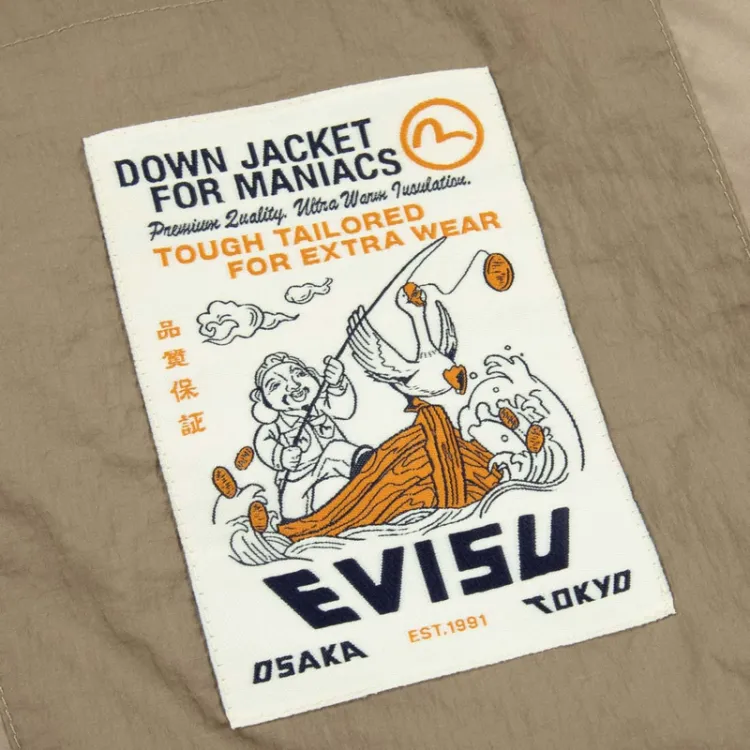 DOWN JACKET
FOR MANIACS
Premium Quality. Ultra Warm Insulation.
TOUGH TAILORED
FOR EXTRA WEAR
品質保証
EVISU
OSAKA
EST.1991
TOKYO